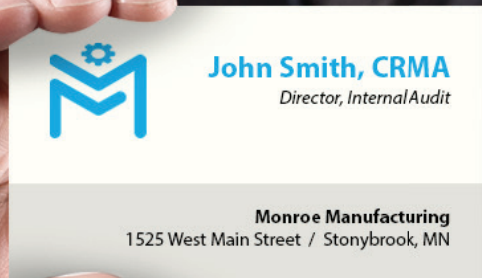 John Smith, CRMA
Director, Internal Audit
Monroe Manufacturing
1525 West Main Street / Stonybrook, MN